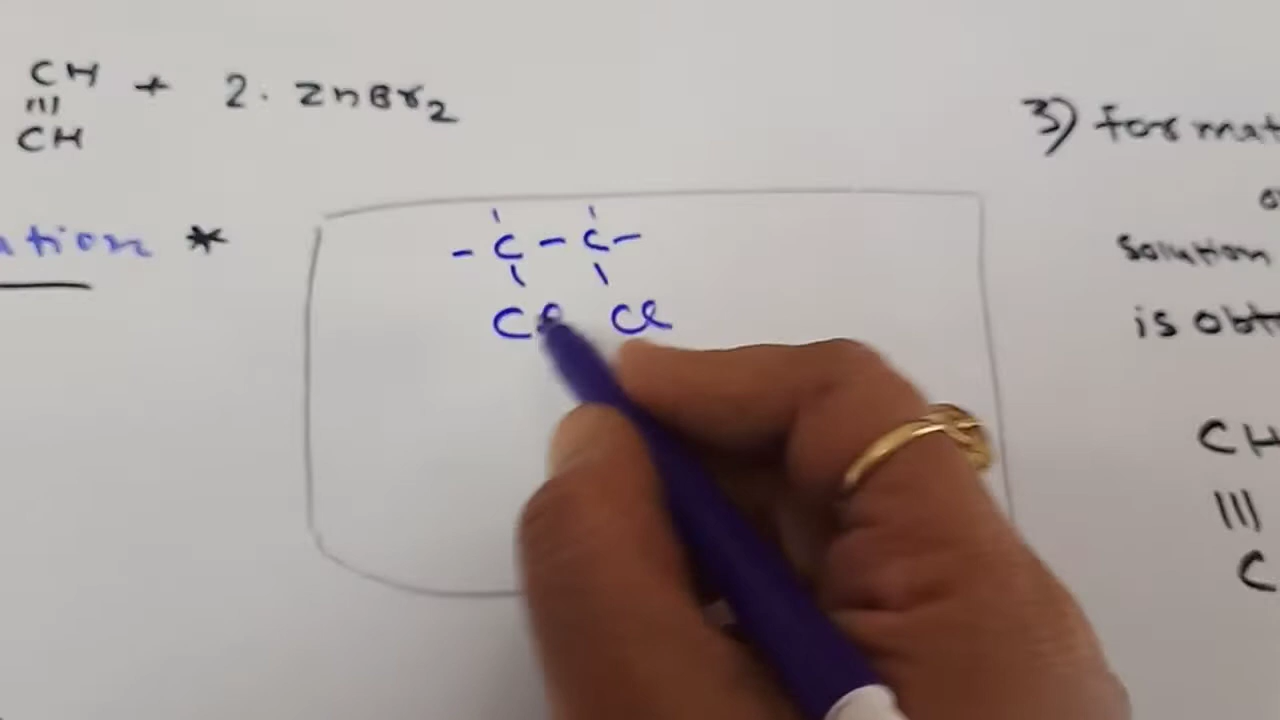 CH + 2. ZnBr2
|||
CH
ation *
- C - C -
Cl Cl
3) Format
o
Solution
is obt
CH
|||
C